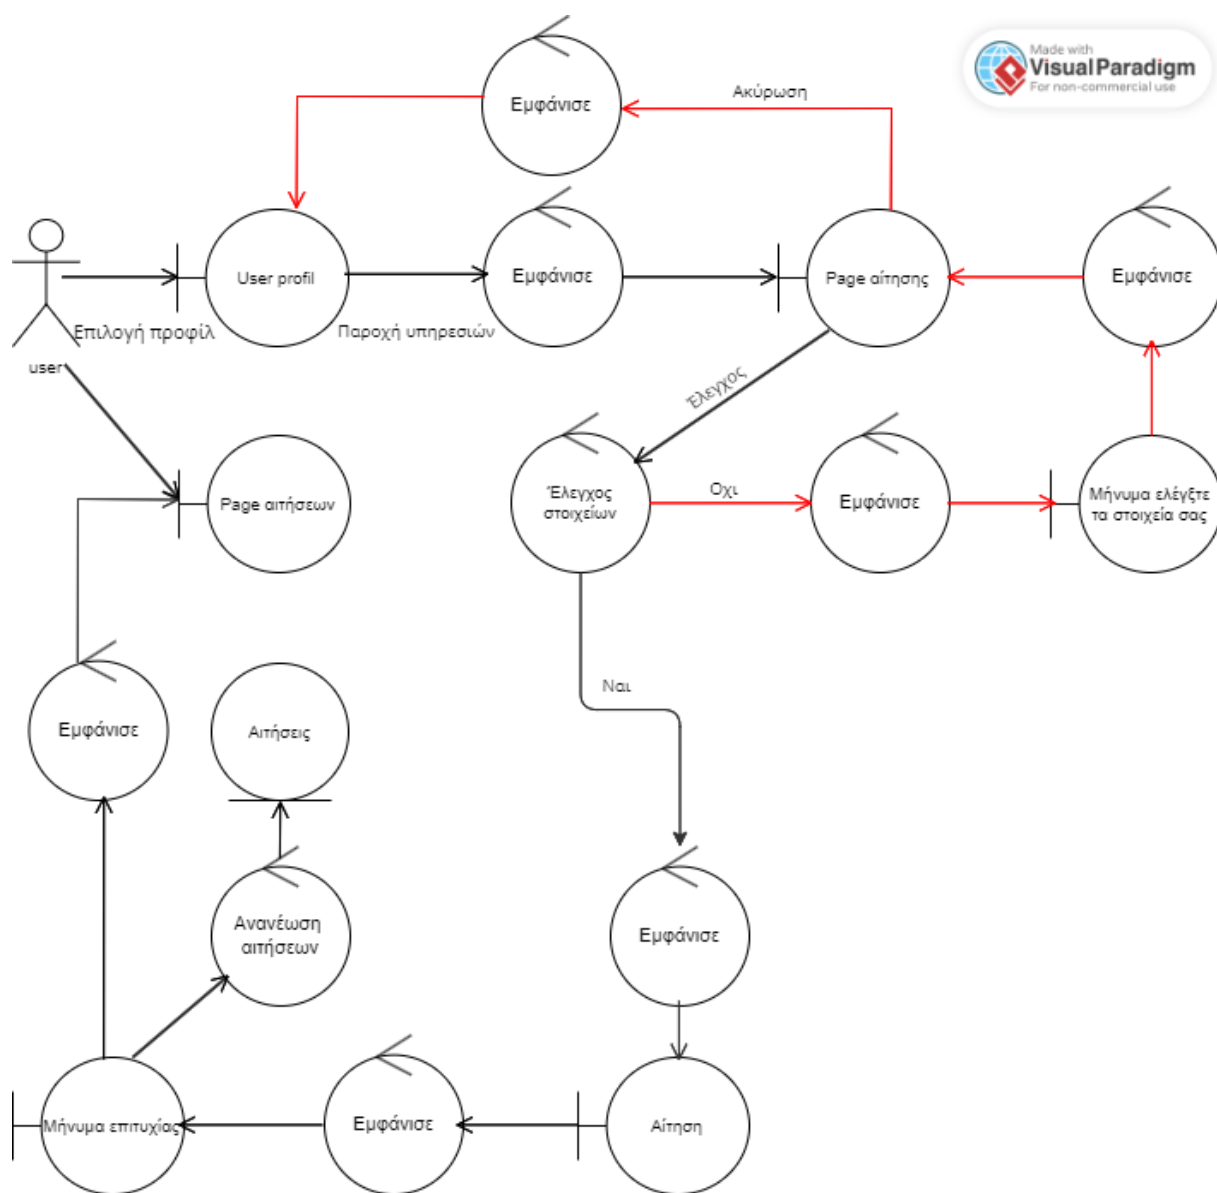 Made with
Visual Paradigm
For non-commercial use
Εμφάνισε
Ακύρωση
User profil
Εμφάνισε
Page αίτησης
Εμφάνισε
Επιλογή προφίλ
Παροχή υπηρεσιών
user
Έλεγχος
Page αιτήσεων
Έλεγχος
στοιχείων
Οχι
Εμφάνισε
Μήνυμα ελέγξτε
τα στοιχεία σας
Εμφάνισε
Αιτήσεις
Ναι
Ανανέωση
αιτήσεων
Εμφάνισε
Μήνυμα επιτυχίας
Εμφάνισε
Αίτηση